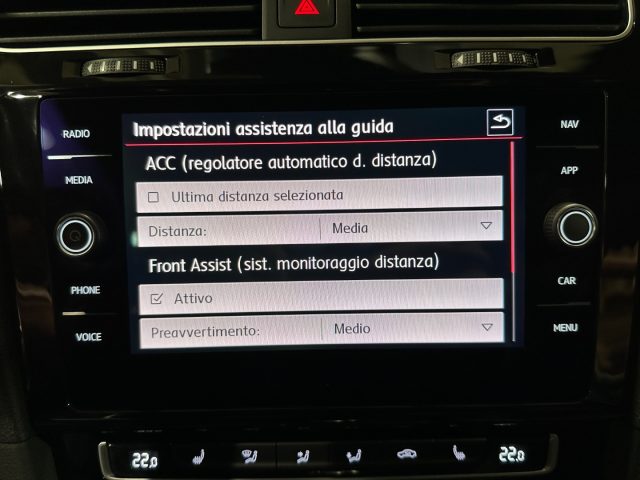 RADIO
MEDIA
PHONE
VOICE
Impostazioni assistenza alla guida
ACC (regolatore automatico d. distanza)
Ultima distanza selezionata
Distanza: Media
Front Assist (sist. monitoraggio distanza)
Attivo
Preavvertimento: Medio
NAV
APP
CAR
MENU
22.0 22.0